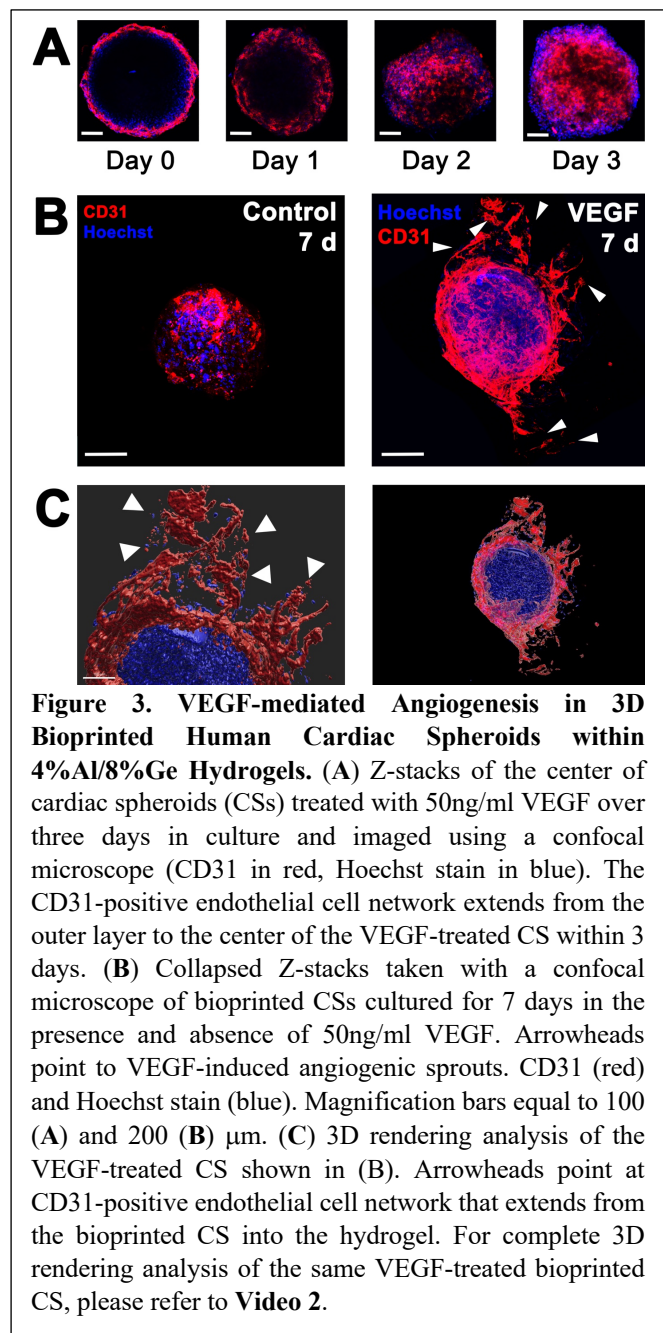 A
Day 0 Day 1 Day 2 Day 3
B
CD31
Hoechst
Control
7 d
Hoechst
CD31
VEGF
7 d
C
Figure 3. VEGF-mediated Angiogenesis in 3D
Bioprinted Human Cardiac Spheroids within
4%Al/8%Ge Hydrogels. (A) Z-stacks of the center of
cardiac spheroids (CSs) treated with 50ng/ml VEGF over
three days in culture and imaged using a confocal
microscope (CD31 in red, Hoechst stain in blue). The
CD31-positive endothelial cell network extends from the
outer layer to the center of the VEGF-treated CS within 3
days. (B) Collapsed Z-stacks taken with a confocal
microscope of bioprinted CSs cultured for 7 days in the
presence and absence of 50ng/ml VEGF. Arrowheads
point to VEGF-induced angiogenic sprouts. CD31 (red)
and Hoechst stain (blue). Magnification bars equal to 100
(A) and 200 (B) μm. (C) 3D rendering analysis of the
VEGF-treated CS shown in (B). Arrowheads point at
CD31-positive endothelial cell network that extends from
the bioprinted CS into the hydrogel. For complete 3D
rendering analysis of the same VEGF-treated bioprinted
CS, please refer to Video 2.